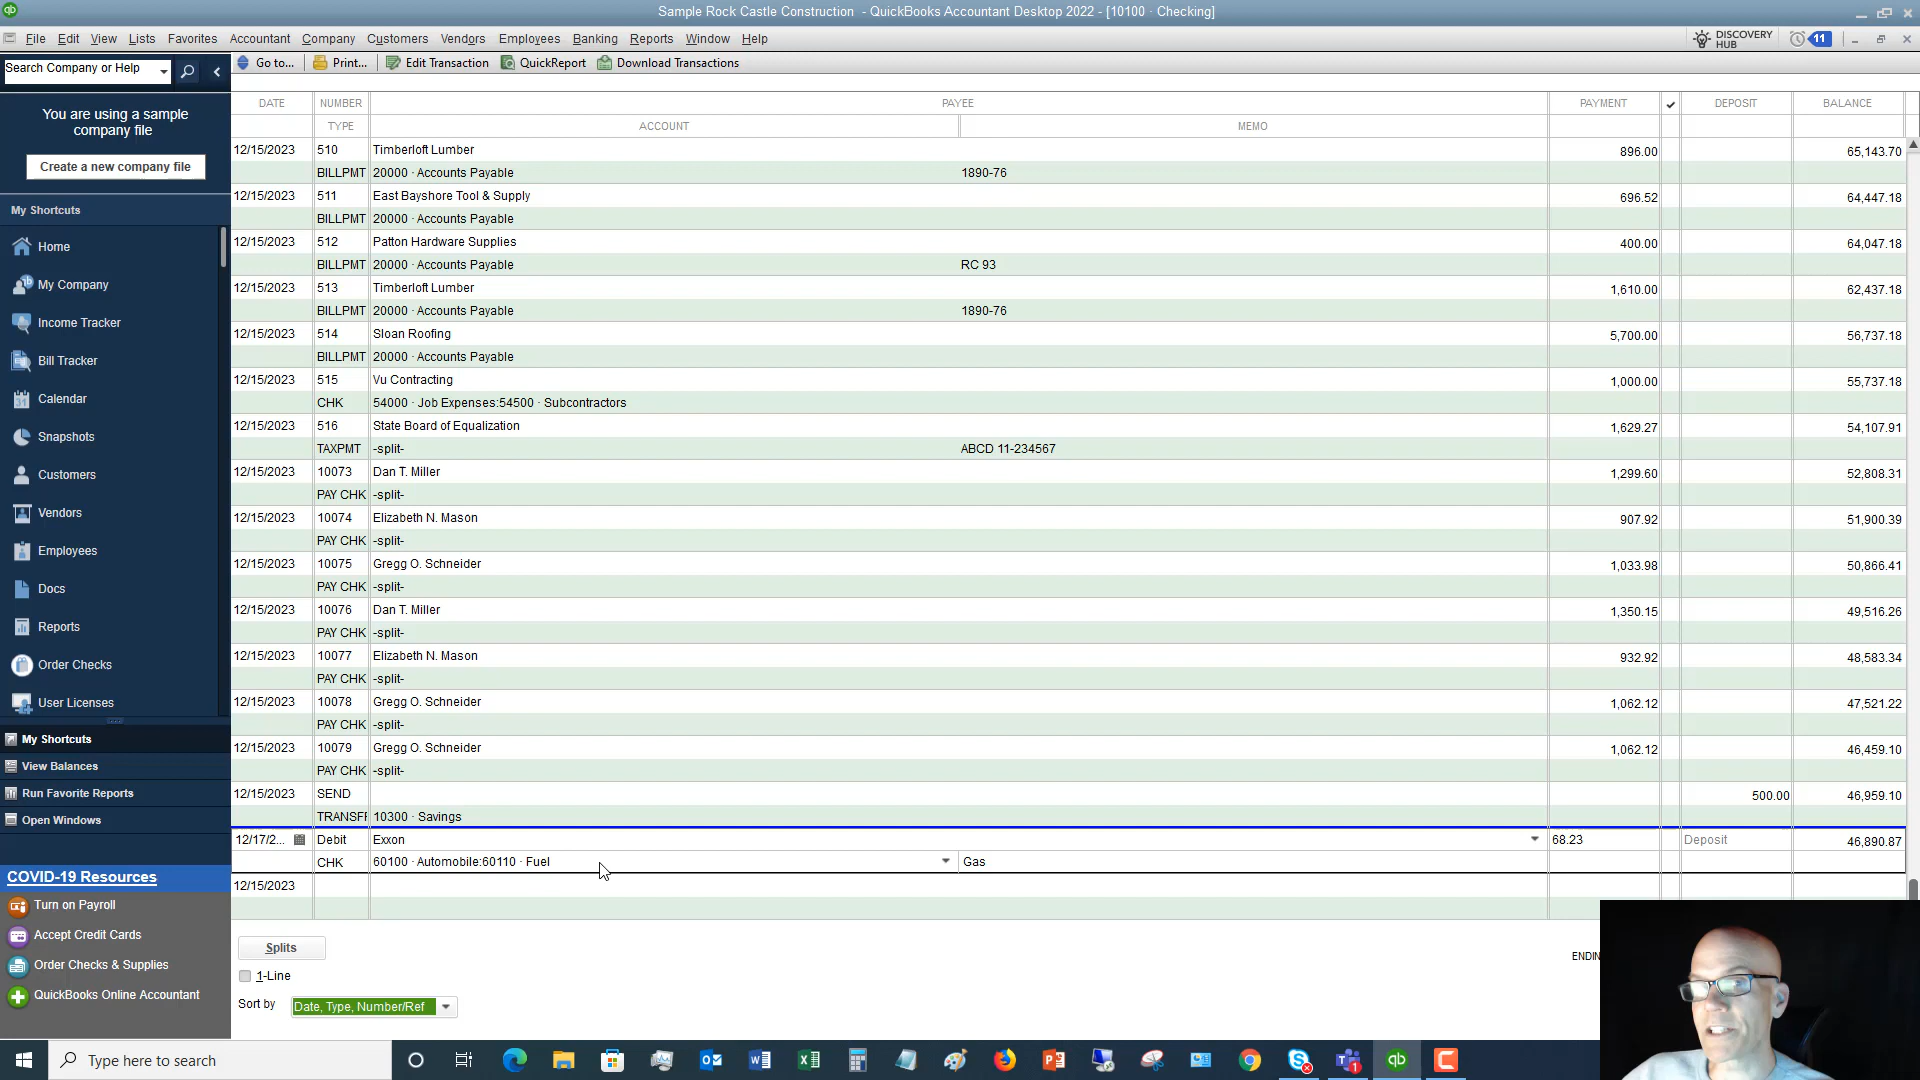 Sample Rock Castle Construction - QuickBooks Accountant Desktop 2022 - [10100 · Checking]
File Edit View Lists Favorites Accountant Company Customers Vendors Employees Banking Reports Window Help
DISCOVERY HUB 11
Search Company or Help
Go to... Print... Edit Transaction QuickReport Download Transactions
You are using a sample company file
Create a new company file
My Shortcuts
Home
My Company
Income Tracker
Bill Tracker
Calendar
Snapshots
Customers
Vendors
Employees
Docs
Reports
Order Checks
User Licenses
My Shortcuts
View Balances
Run Favorite Reports
Open Windows
COVID-19 Resources
Turn on Payroll
Accept Credit Cards
Order Checks & Supplies
QuickBooks Online Accountant
DATE NUMBER PAYEE PAYMENT ✓ DEPOSIT BALANCE
TYPE ACCOUNT MEMO
12/15/2023 510 Timberloft Lumber 896.00 65,143.70
BILLPMT 20000 · Accounts Payable 1890-76
12/15/2023 511 East Bayshore Tool & Supply 696.52 64,447.18
BILLPMT 20000 · Accounts Payable
12/15/2023 512 Patton Hardware Supplies 400.00 64,047.18
BILLPMT 20000 · Accounts Payable RC 93
12/15/2023 513 Timberloft Lumber 1,610.00 62,437.18
BILLPMT 20000 · Accounts Payable 1890-76
12/15/2023 514 Sloan Roofing 5,700.00 56,737.18
BILLPMT 20000 · Accounts Payable
12/15/2023 515 Vu Contracting 1,000.00 55,737.18
CHK 54000 · Job Expenses:54500 · Subcontractors
12/15/2023 516 State Board of Equalization 1,629.27 54,107.91
TAXPMT -split- ABCD 11-234567
12/15/2023 10073 Dan T. Miller 1,299.60 52,808.31
PAY CHK -split-
12/15/2023 10074 Elizabeth N. Mason 907.92 51,900.39
PAY CHK -split-
12/15/2023 10075 Gregg O. Schneider 1,033.98 50,866.41
PAY CHK -split-
12/15/2023 10076 Dan T. Miller 1,350.15 49,516.26
PAY CHK -split-
12/15/2023 10077 Elizabeth N. Mason 932.92 48,583.34
PAY CHK -split-
12/15/2023 10078 Gregg O. Schneider 1,062.12 47,521.22
PAY CHK -split-
12/15/2023 10079 Gregg O. Schneider 1,062.12 46,459.10
PAY CHK -split-
12/15/2023 SEND 500.00 46,959.10
TRANSFF 10300 · Savings
12/17/2... Debit Exxon 68.23 Deposit 46,890.87
CHK 60100 · Automobile:60110 · Fuel Gas
12/15/2023
Splits
ENDIN
1-Line
Sort by Date, Type, Number/Ref
Type here to search